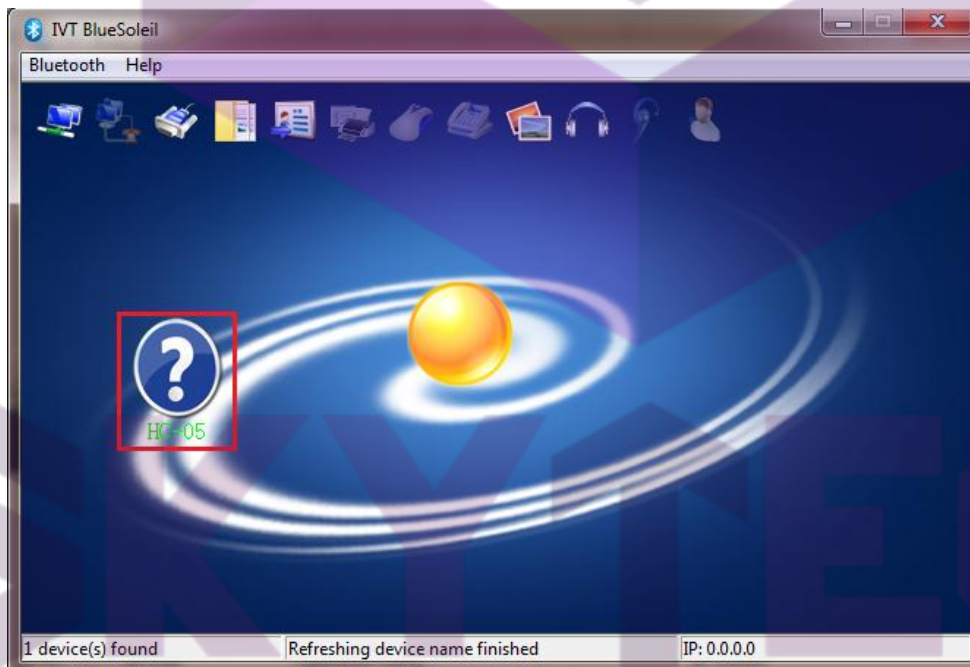 IVT BlueSoleil
Bluetooth Help
HC-05
1 device(s) found Refreshing device name finished IP: 0.0.0.0